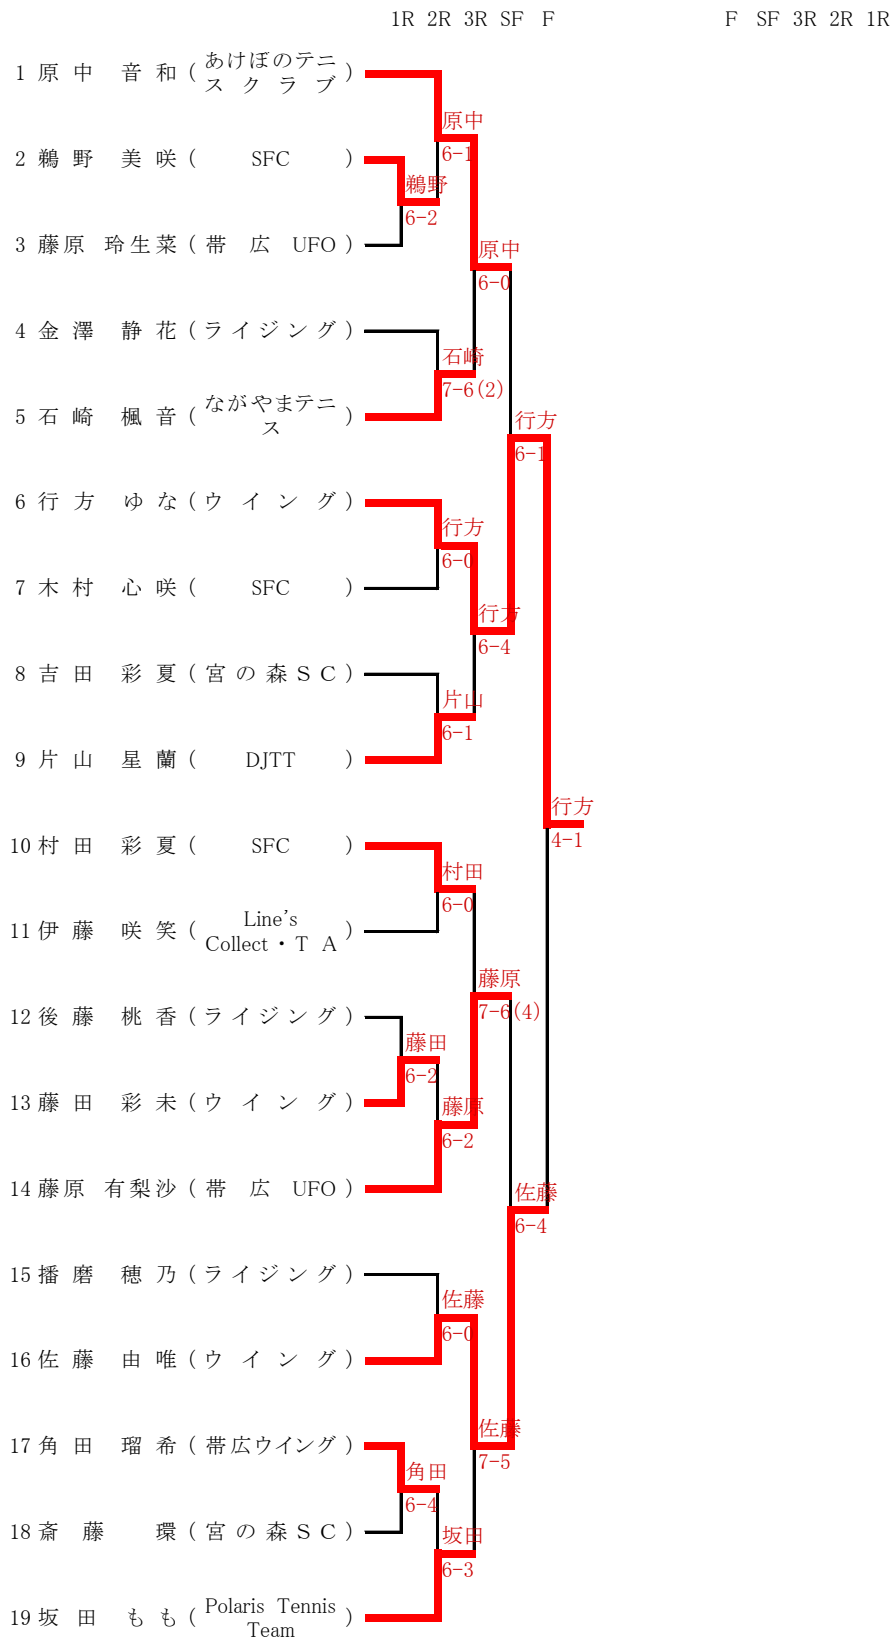 1R 2R 3R SF F F SF 3R 2R 1R
1 原中 音和 (あけぼのテニスクラブ)
原中
6-1
2 鵜野 美咲 ( SFC )
鵜野
6-2
3 藤原 玲生菜 (帯広 UFO)
原中
6-0
4 金澤 静花 (ライジング)
石崎
7-6(2)
5 石崎 楓音 (ながやまテニス)
行方
6-1
6 行方 ゆな (ウイング)
行方
6-0
7 木村 心咲 ( SFC )
行方
6-4
8 吉田 彩夏 (宮の森SC)
片山
6-1
9 片山 星蘭 ( DJTT )
行方
4-1
10 村田 彩夏 ( SFC )
村田
6-0
11 伊藤 咲笑 (Line's Collect・TA)
藤原
7-6(4)
12 後藤 桃香 (ライジング)
藤田
6-2
13 藤田 彩未 (ウイング)
藤原
6-2
14 藤原 有梨沙 (帯広 UFO)
佐藤
6-4
15 播磨 穂乃 (ライジング)
佐藤
6-0
16 佐藤 由唯 (ウイング)
佐藤
7-5
17 角田 瑠希 (帯広ウイング)
角田
6-4
18 斎藤 環 (宮の森SC)
坂田
6-3
19 坂田 もも (Polaris Tennis Team)